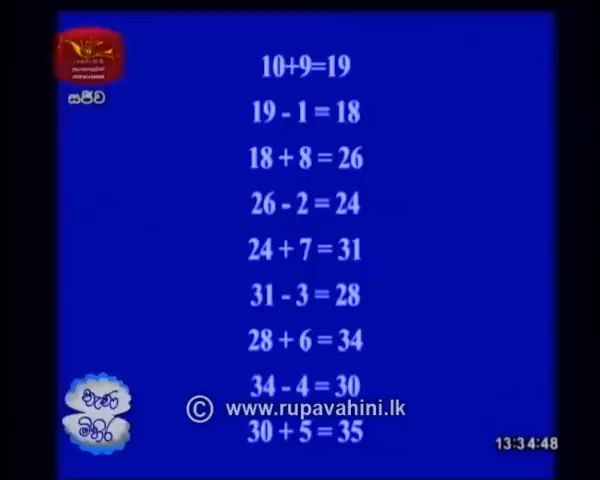 10+9=19
සජීව
19 - 1 = 18
18 + 8 = 26
26 - 2 = 24
24 + 7 = 31
31 - 3 = 28
28 + 6 = 34
34 - 4 = 30
© www.rupavahini.lk
30 + 5 = 35
මිහිර
13:34:48